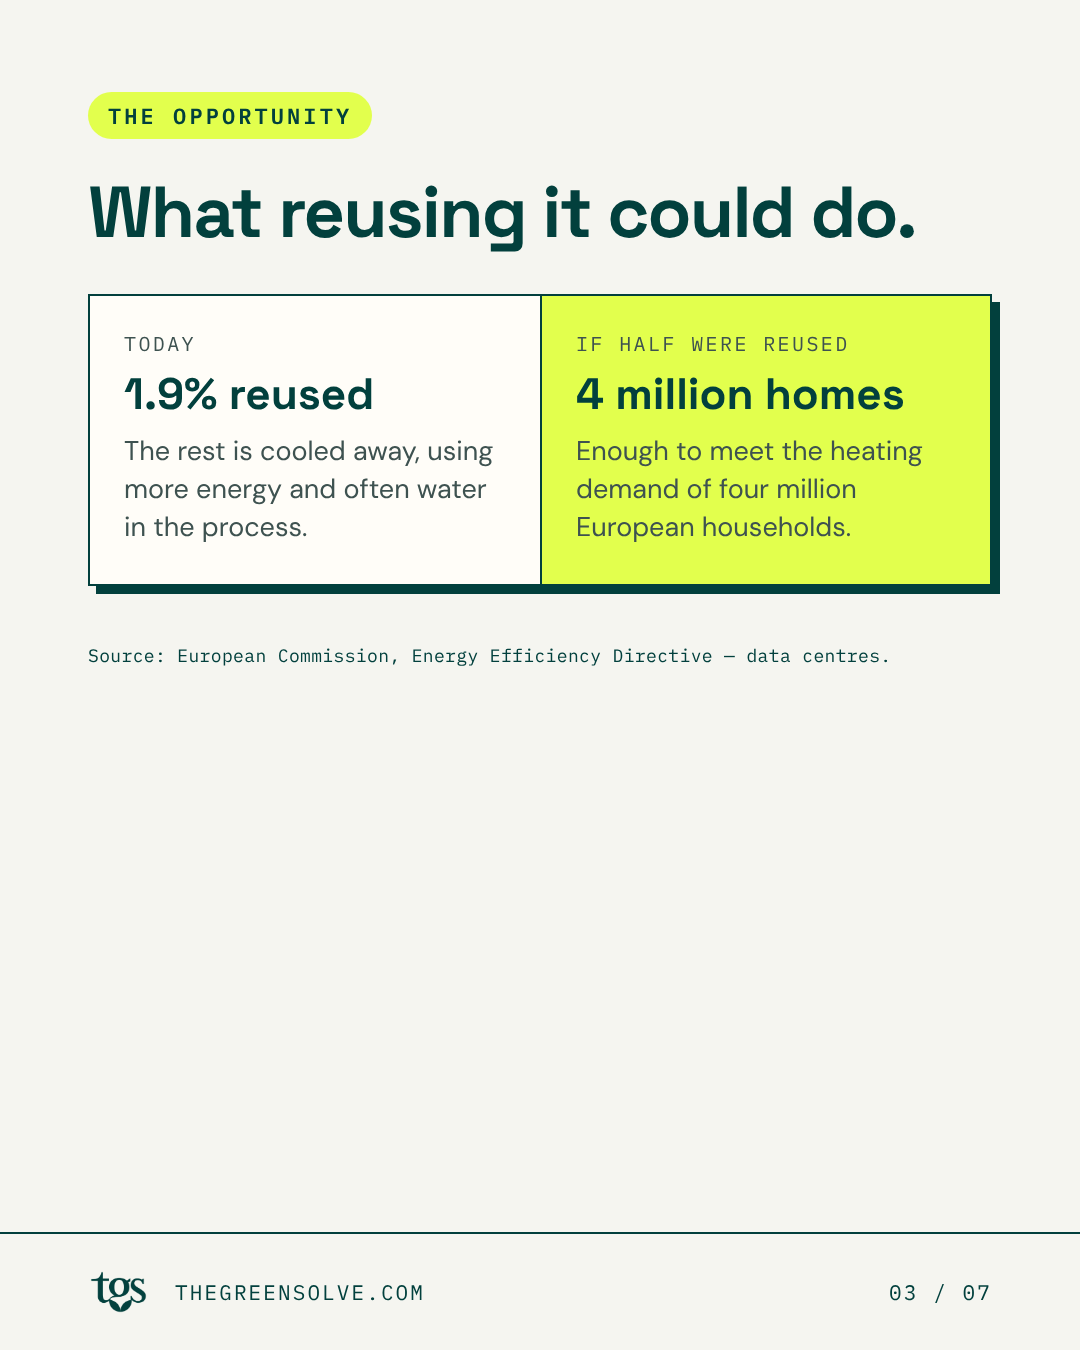 THE OPPORTUNITY
What reusing it could do.
TODAY
1.9% reused
The rest is cooled away, using
more energy and often water
in the process.
IF HALF WERE REUSED
4 million homes
Enough to meet the heating
demand of four million
European households.
Source: European Commission, Energy Efficiency Directive — data centres.
tgs
THEGREENSOLVE.COM
03 / 07